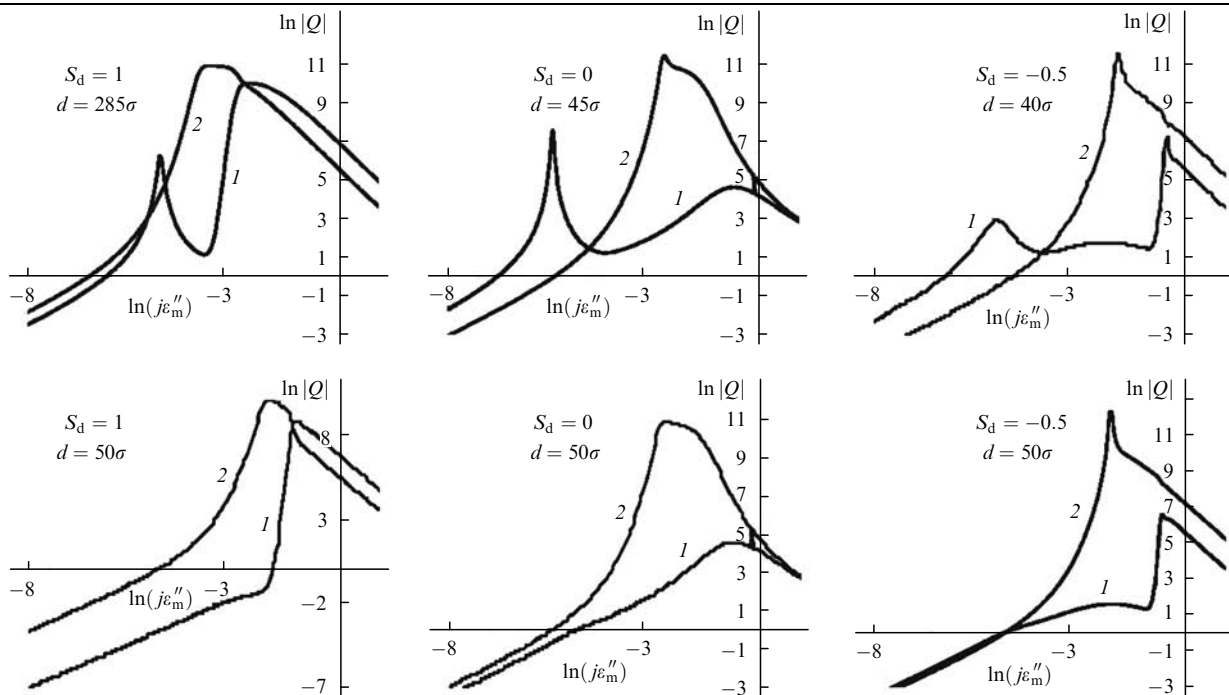 ln |Q|
S_d = 1
d = 285σ
11
9
5
3
1
−1
−3
−8
−3
ln(jε″_m)
2
1
ln |Q|
S_d = 0
d = 45σ
11
9
7
5
3
1
−1
−3
−8
−3
ln(jε″_m)
2
1
ln |Q|
S_d = −0.5
d = 40σ
11
9
7
5
3
1
−1
−3
−8
−3
ln(jε″_m)
2
1
ln |Q|
S_d = 1
d = 50σ
8
3
−2
−7
−8
−3
ln(jε″_m)
2
1
ln |Q|
S_d = 0
d = 50σ
11
9
7
5
3
1
−1
−3
−8
−3
ln(jε″_m)
2
1
ln |Q|
S_d = −0.5
d = 50σ
11
9
7
5
3
1
−1
−3
−8
−3
ln(jε″_m)
2
1